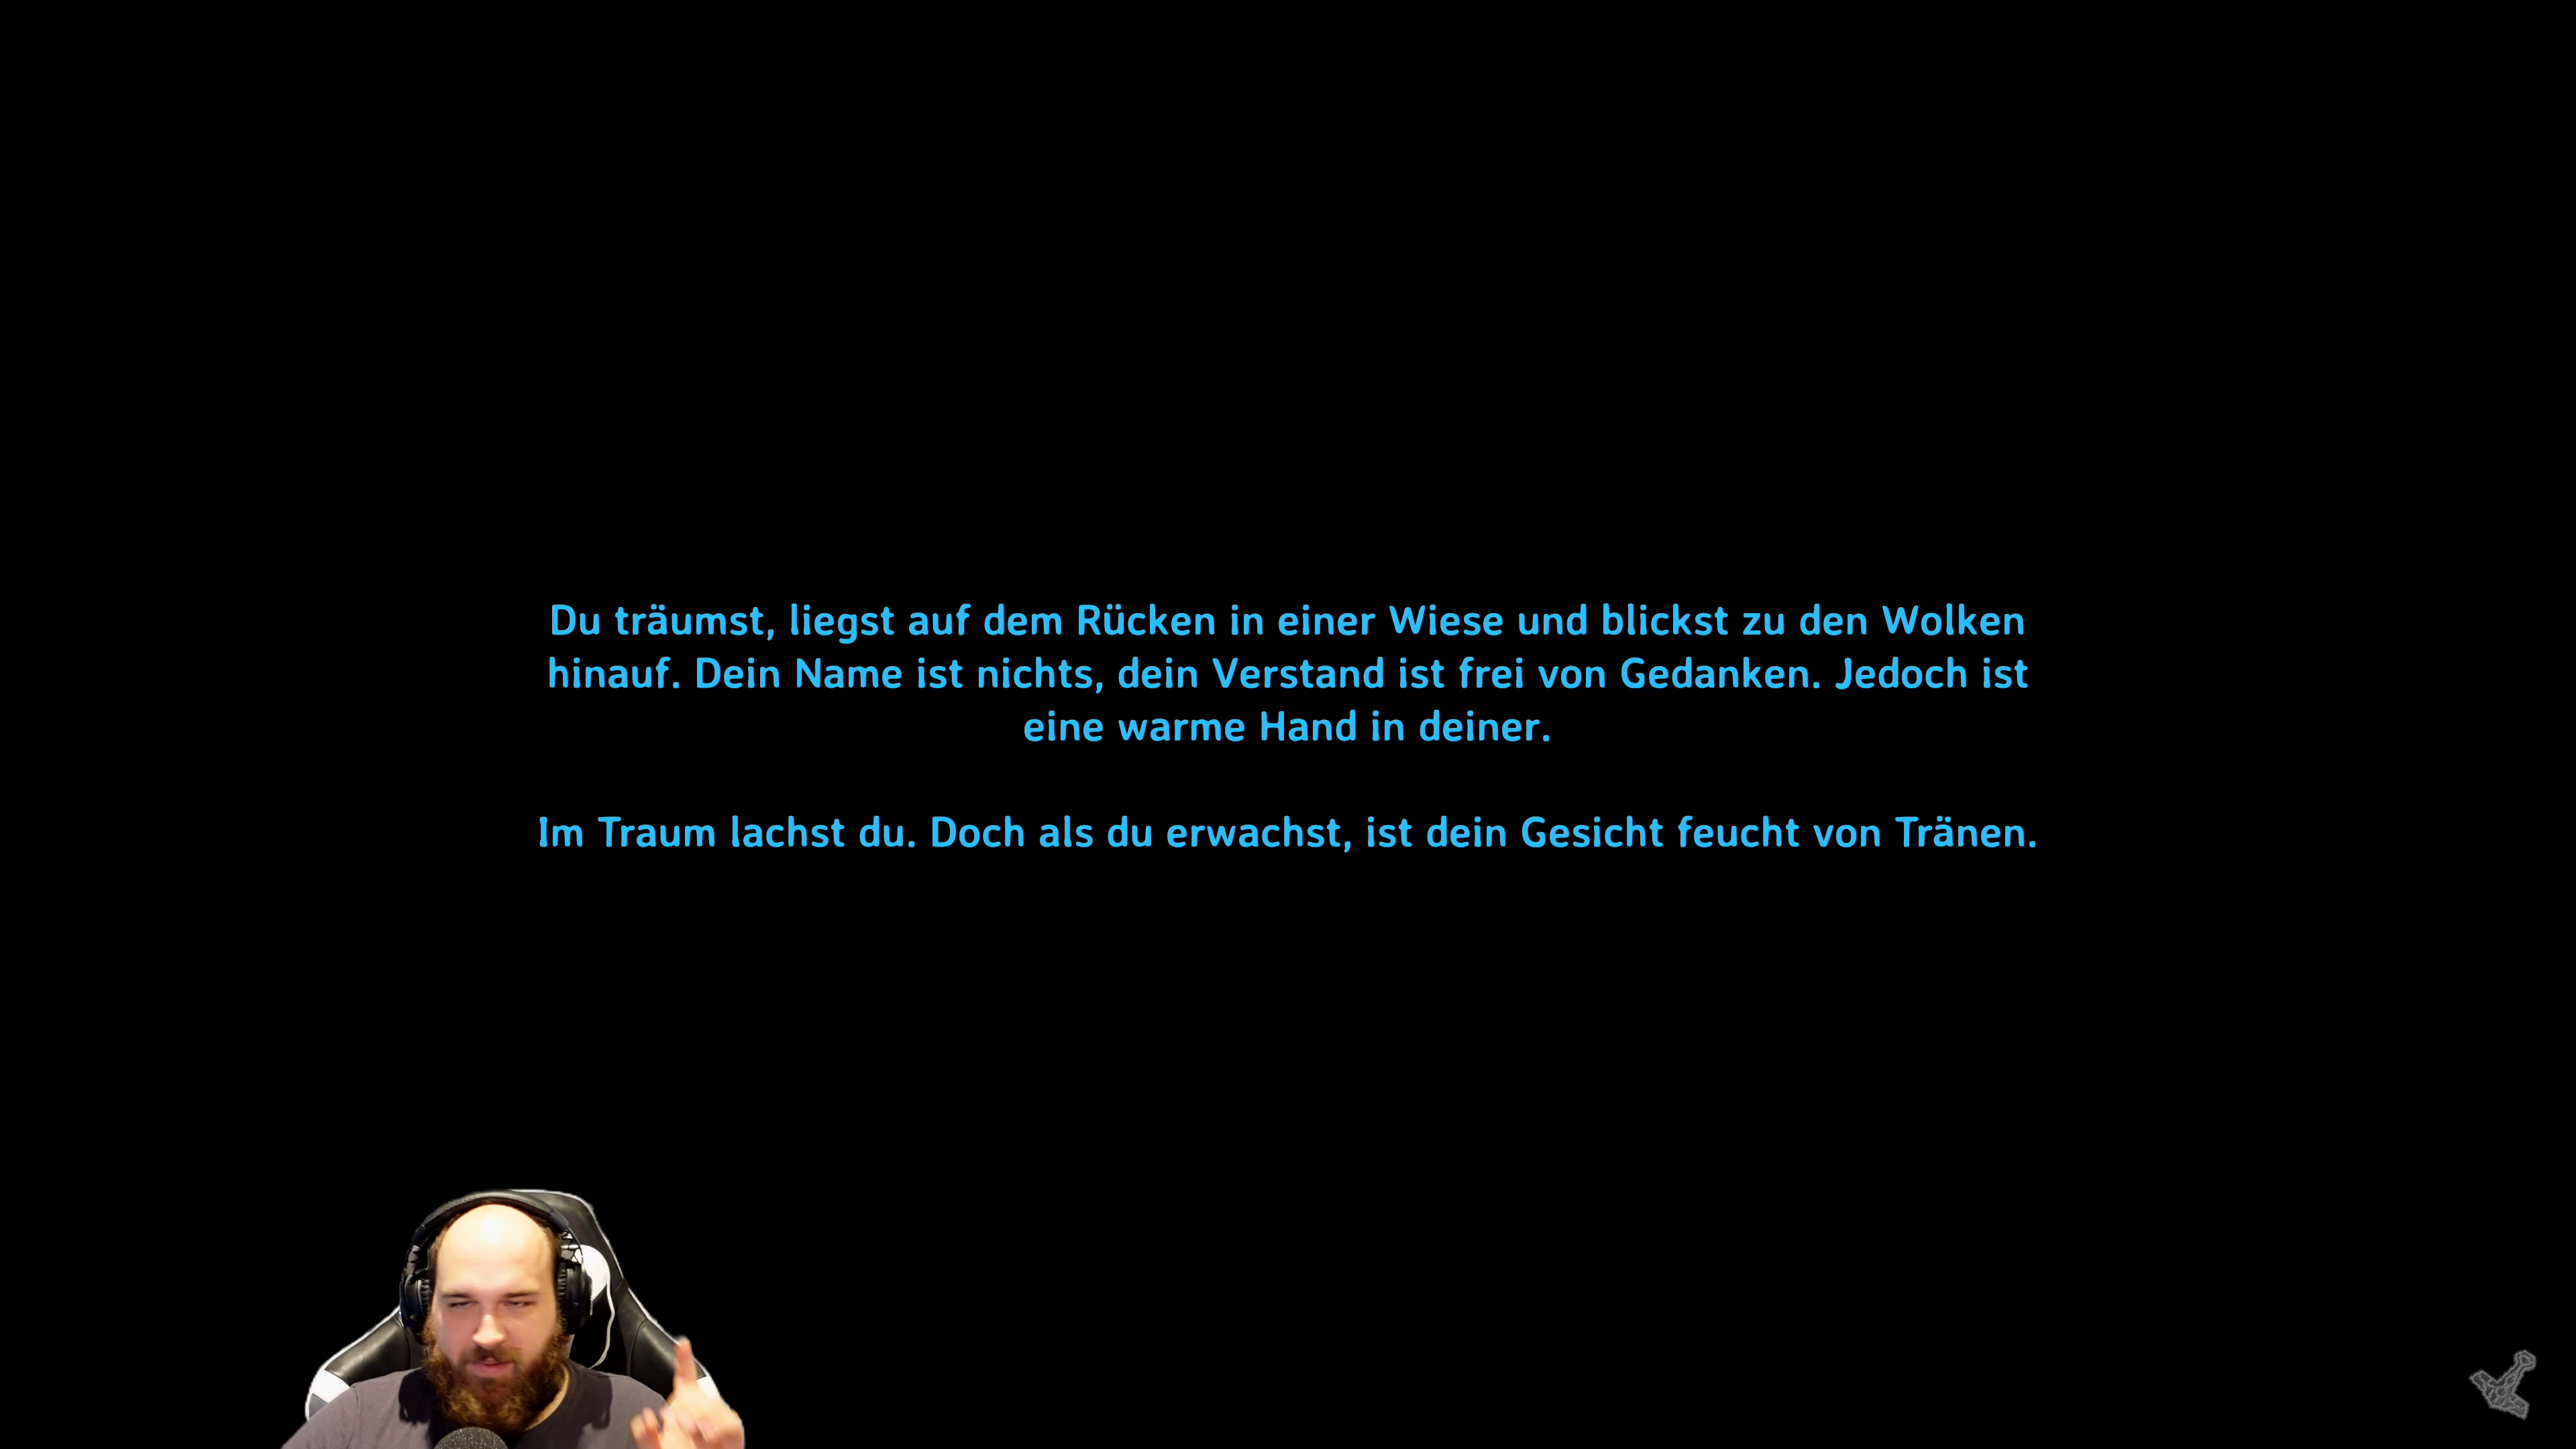 Du träumst, liegst auf dem Rücken in einer Wiese und blickst zu den Wolken
hinauf. Dein Name ist nichts, dein Verstand ist frei von Gedanken. Jedoch ist
eine warme Hand in deiner.
Im Traum lachst du. Doch als du erwachst, ist dein Gesicht feucht von Tränen.